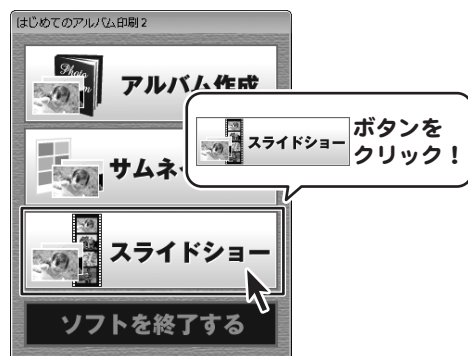 はじめてのアルバム印刷2
Photo
アルバム作成
スライドショー
ボタンを
クリック！
サムネ
スライドショー
ソフトを終了する